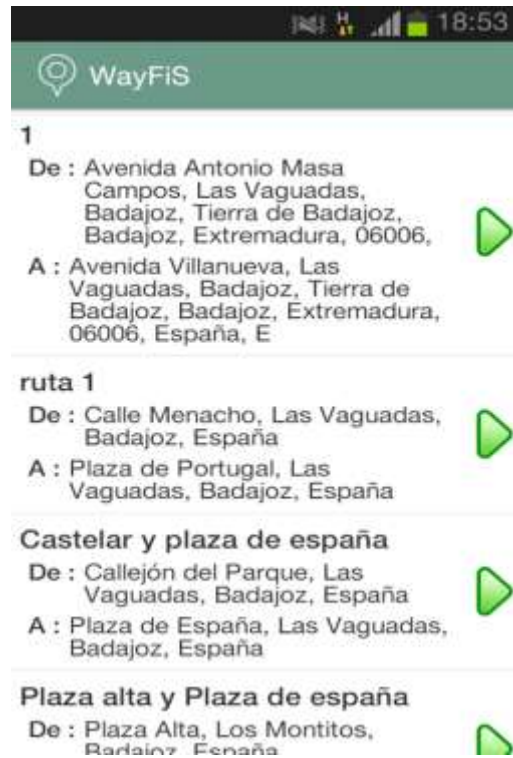 18:53
WayFiS
1
De : Avenida Antonio Masa
Campos, Las Vaguadas,
Badajoz, Tierra de Badajoz,
Badajoz, Extremadura, 06006,
A : Avenida Villanueva, Las
Vaguadas, Badajoz, Tierra de
Badajoz, Badajoz, Extremadura,
06006, España, E
ruta 1
De : Calle Menacho, Las Vaguadas,
Badajoz, España
A : Plaza de Portugal, Las
Vaguadas, Badajoz, España
Castelar y plaza de españa
De : Callejón del Parque, Las
Vaguadas, Badajoz, España
A : Plaza de España, Las Vaguadas,
Badajoz, España
Plaza alta y Plaza de españa
De : Plaza Alta, Los Montitos,
Badajoz, España